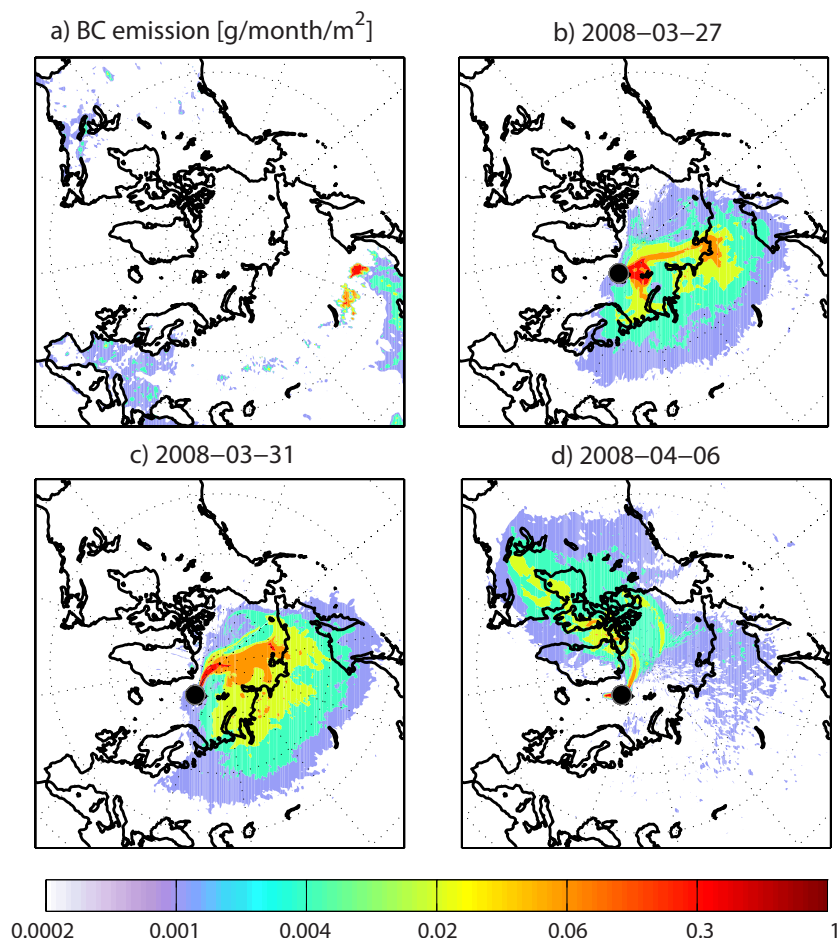 a) BC emission [g/month/m²]
b) 2008−03−27
c) 2008−03−31
d) 2008−04−06
0.0002 0.001 0.004 0.02 0.06 0.3 1